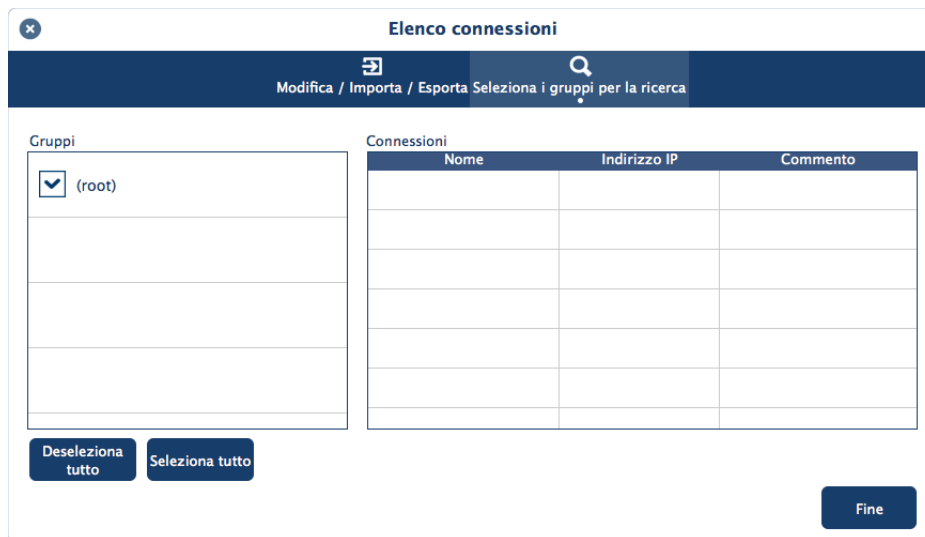 Elenco connessioni
Modifica / Importa / Esporta
Seleziona i gruppi per la ricerca
Gruppi
Connessioni
Nome
Indirizzo IP
Commento
(root)
Deseleziona
tutto
Seleziona tutto
Fine